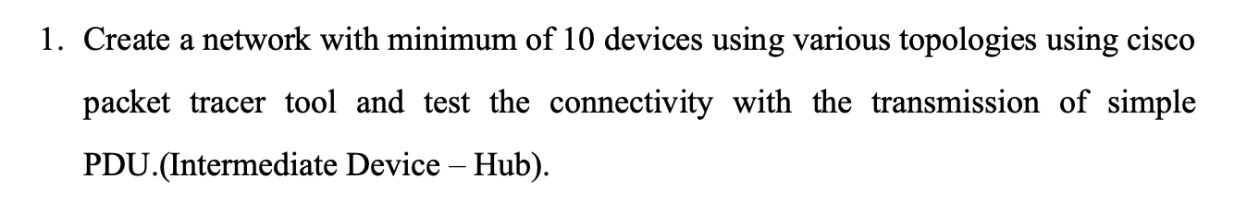 1. Create a network with minimum of 10 devices using various topologies using cisco
packet tracer tool and test the connectivity with the transmission of simple
PDU.(Intermediate Device – Hub).